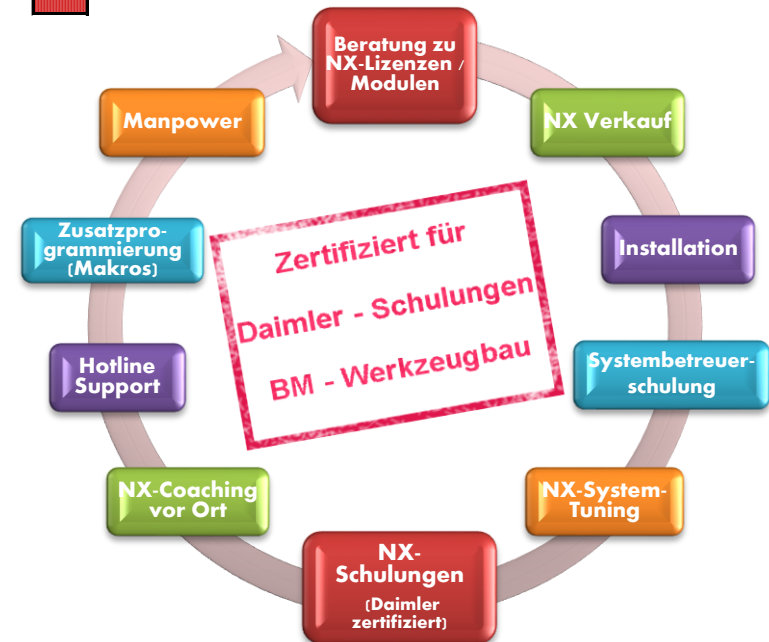 Beratung zu
NX-Lizenzen /
Modulen
NX Verkauf
Installation
Systembetreuer-
schulung
NX-System-
Tuning
NX-
Schulungen
(Daimler
zertifiziert)
NX-Coaching
vor Ort
Hotline
Support
Zusatzpro-
grammierung
(Makros)
Manpower
Zertifiziert für
Daimler - Schulungen
BM - Werkzeugbau